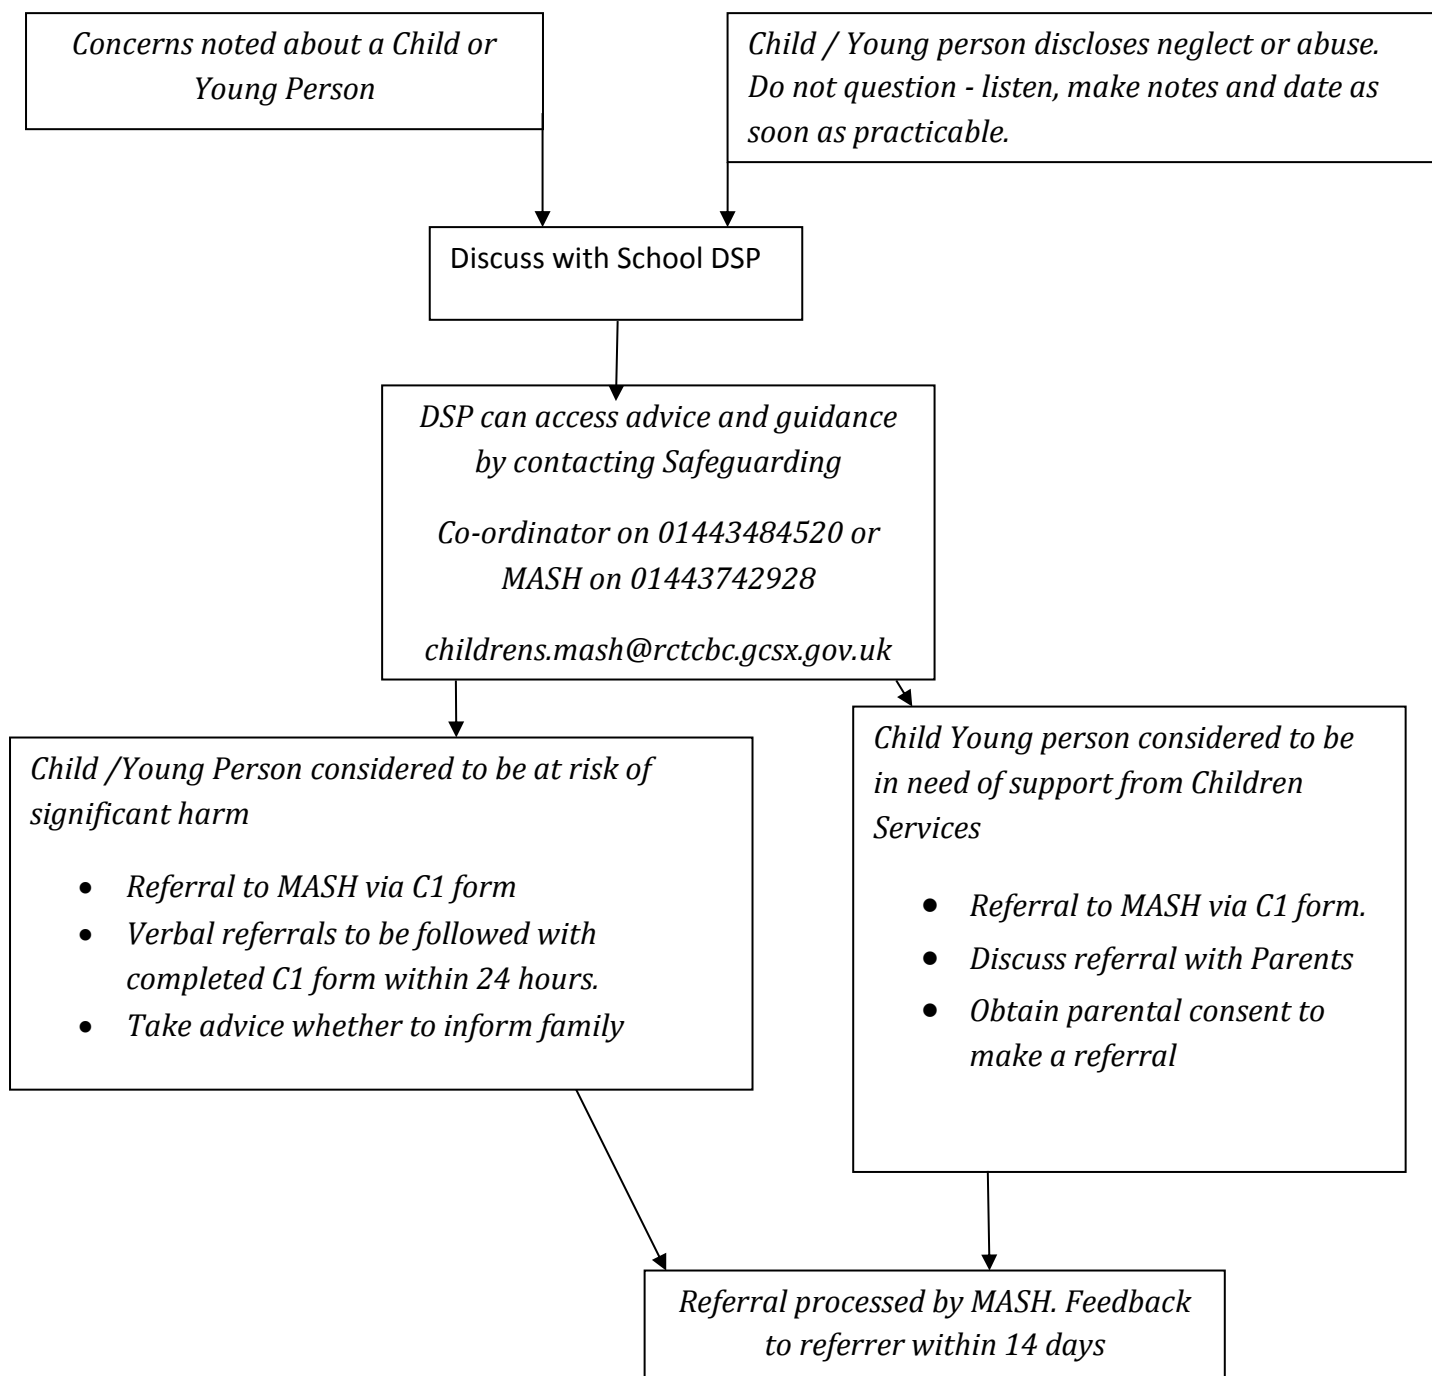 Concerns noted about a Child or
Young Person
Child / Young person discloses neglect or abuse.
Do not question - listen, make notes and date as
soon as practicable.
Discuss with School DSP
DSP can access advice and guidance
by contacting Safeguarding
Co-ordinator on 01443484520 or
MASH on 01443742928
childrens.mash@rctcbc.gcsx.gov.uk
Child /Young Person considered to be at risk of
significant harm
• Referral to MASH via C1 form
• Verbal referrals to be followed with
completed C1 form within 24 hours.
• Take advice whether to inform family
Child Young person considered to be
in need of support from Children
Services
• Referral to MASH via C1 form.
• Discuss referral with Parents
• Obtain parental consent to
make a referral
Referral processed by MASH. Feedback
to referrer within 14 days